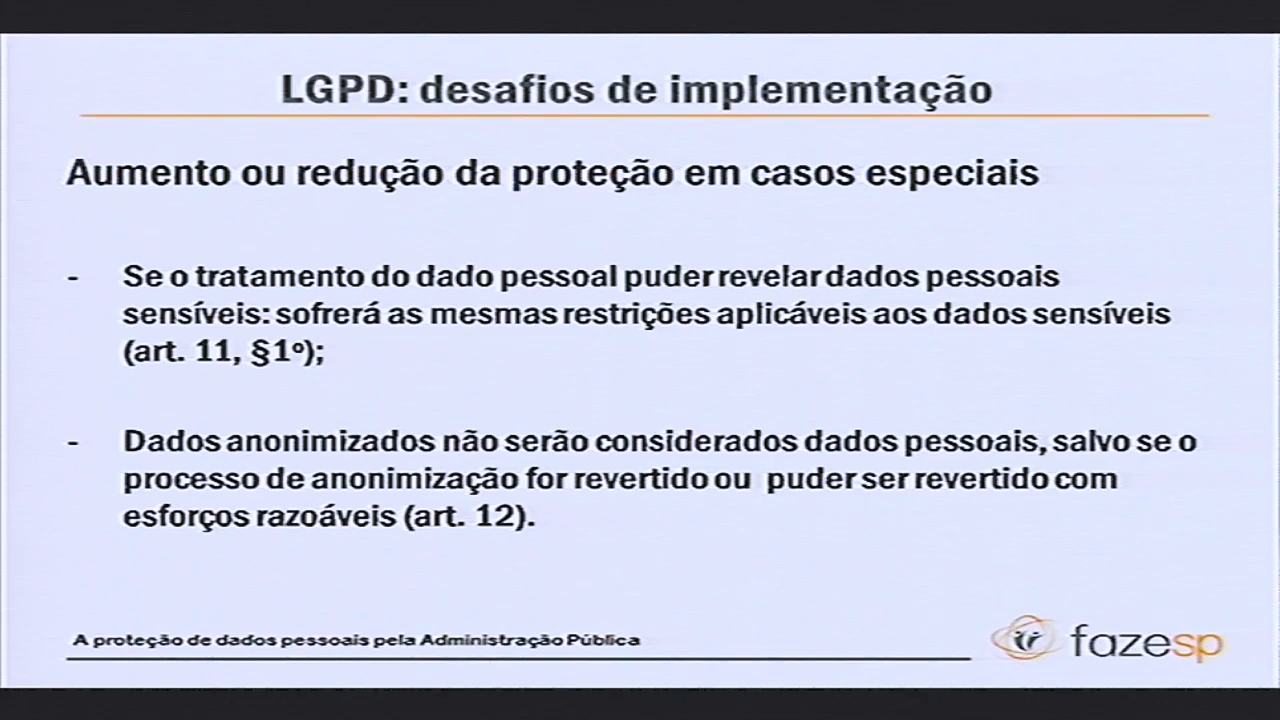 LGPD: desafios de implementação
Aumento ou redução da proteção em casos especiais
- Se o tratamento do dado pessoal puder revelar dados pessoais
sensíveis: sofrerá as mesmas restrições aplicáveis aos dados sensíveis
(art. 11, §1º);
- Dados anonimizados não serão considerados dados pessoais, salvo se o
processo de anonimização for revertido ou puder ser revertido com
esforços razoáveis (art. 12).
A proteção de dados pessoais pela Administração Pública
fazesp